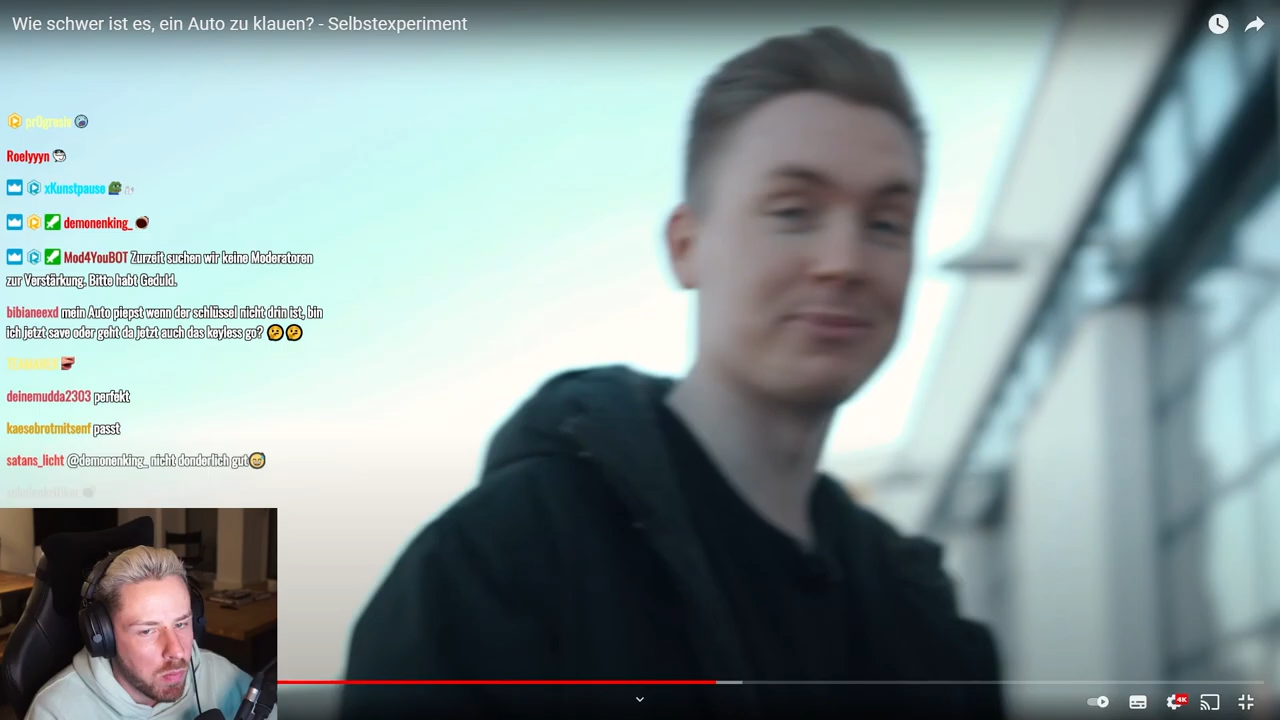 Wie schwer ist es, ein Auto zu klauen? - Selbstexperiment
pr0gresiv
Roelyyyn
xKunstpause
demonenking_
Mod4YouBOT Zurzeit suchen wir keine Moderatoren
zur Verstärkung. Bitte habt Geduld.
bibianeexd mein Auto piepst wenn der schlüssel nicht drin ist, bin
ich jetzt save oder geht da jetzt auch das keyless go?
deinemudda2303 perfekt
kaesebrotmitsenf passt
satans_licht @demonenking_ nicht donderlich gut
4K